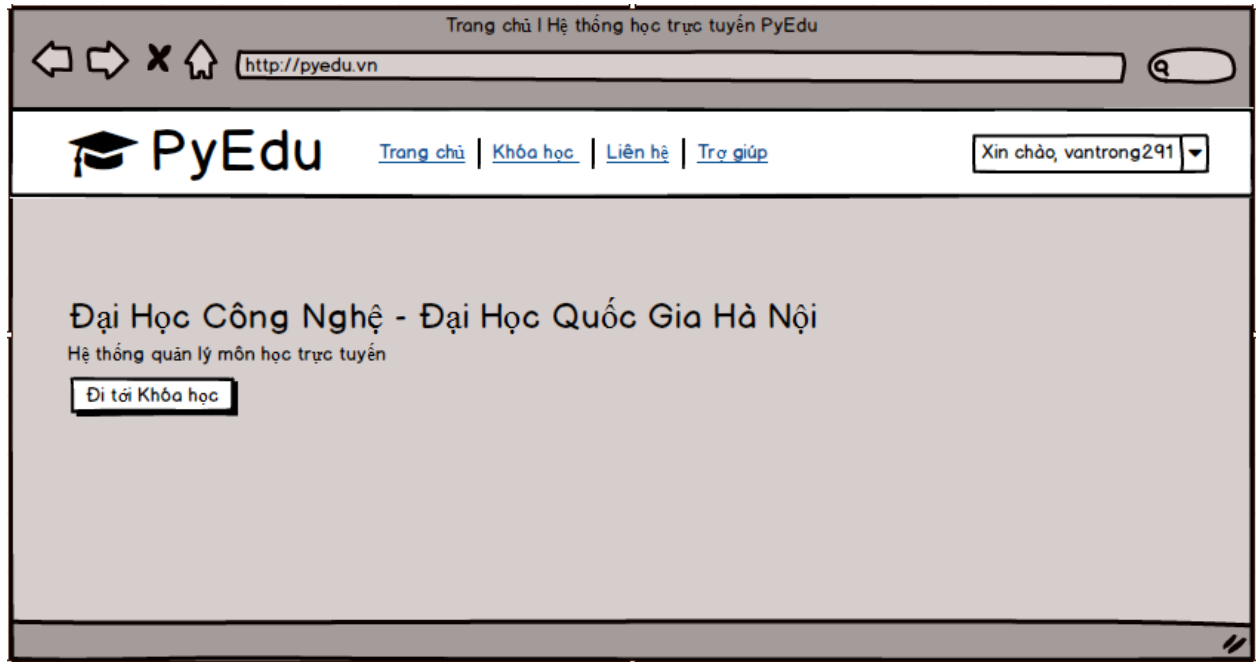 Trang chủ | Hệ thống học trực tuyến PyEdu
http://pyedu.vn
PyEdu Trang chủ | Khóa học | Liên hệ | Trợ giúp Xin chào, vantrong291
Đại Học Công Nghệ - Đại Học Quốc Gia Hà Nội
Hệ thống quản lý môn học trực tuyến
Đi tới Khóa học